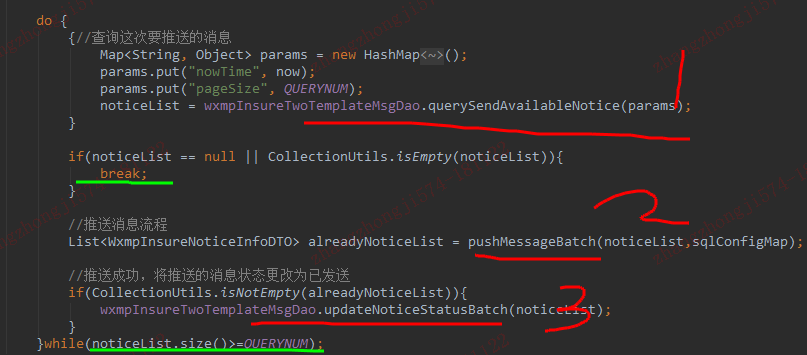 do {
{//查询这次要推送的消息
Map<String, Object> params = new HashMap<~>();
params.put("nowTime", now);
params.put("pageSize", QUERYNUM);
noticeList = wxmpInsureTwoTemplateMsgDao.querySendAvailableNotice(params);
}
1
if(noticeList == null || CollectionUtils.isEmpty(noticeList)){
break;
}
2
//推送消息流程
List<WxmpInsureNoticeInfoDTO> alreadyNoticeList = pushMessageBatch(noticeList,sqlConfigMap);
//推送成功，将推送的消息状态更改为已发送
if(CollectionUtils.isNotEmpty(alreadyNoticeList)){
wxmpInsureTwoTemplateMsgDao.updateNoticeStatusBatch(noticeList);
3
}
}while(noticeList.size()>=QUERYNUM);